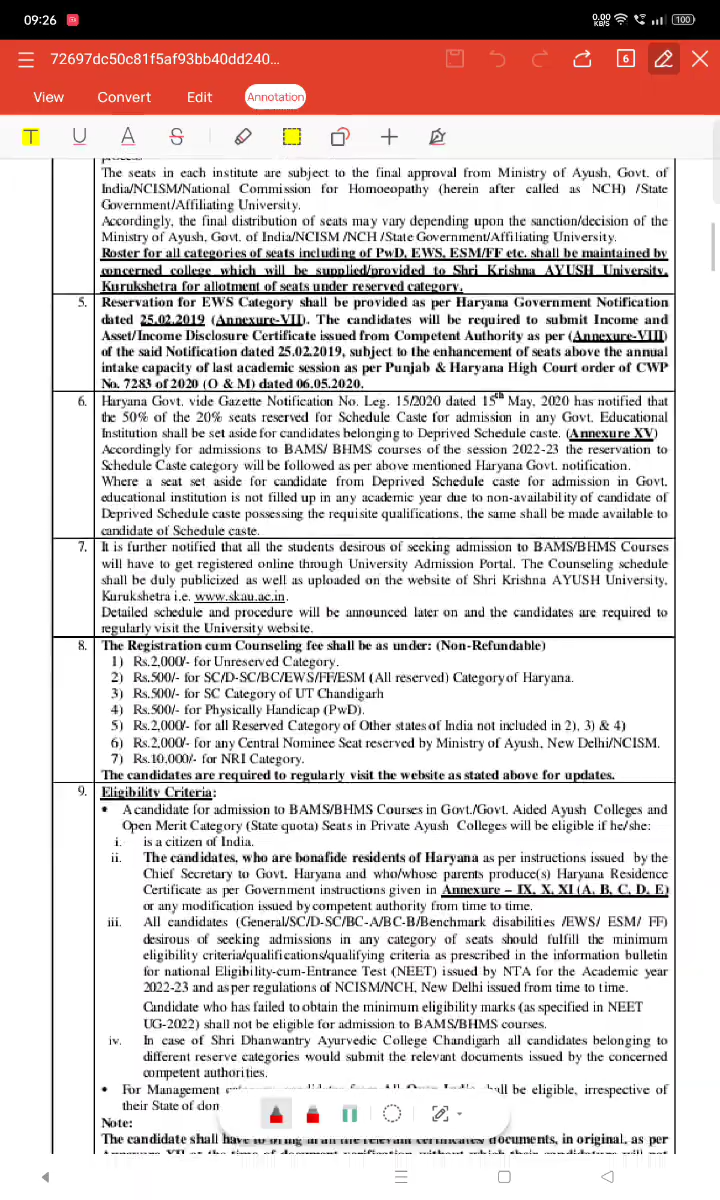 09:26
0.00 KB/S
100
72697dc50c81f5af93bb40dd240...
6
View Convert Edit Annotation
T U A S
process
The seats in each institute are subject to the final approval from Ministry of Ayush, Govt. of
India/NCISM/National Commission for Homoeopathy (herein after called as NCH) /State
Government/Affiliating University.
Accordingly, the final distribution of seats may vary depending upon the sanction/decision of the
Ministry of Ayush, Govt. of India/NCISM /NCH /State Government/Affiliating University.
Roster for all categories of seats including of PwD, EWS, ESM/FF etc. shall be maintained by
concerned college which will be supplied/provided to Shri Krishna AYUSH University,
Kurukshetra for allotment of seats under reserved category.
5. Reservation for EWS Category shall be provided as per Haryana Government Notification
dated 25.02.2019 (Annexure-VII). The candidates will be required to submit Income and
Asset/Income Disclosure Certificate issued from Competent Authority as per (Annexure-VIII)
of the said Notification dated 25.02.2019, subject to the enhancement of seats above the annual
intake capacity of last academic session as per Punjab & Haryana High Court order of CWP
No. 7283 of 2020 (O & M) dated 06.05.2020.
6. Haryana Govt. vide Gazette Notification No. Leg. 15/2020 dated 15th May, 2020 has notified that
the 50% of the 20% seats reserved for Schedule Caste for admission in any Govt. Educational
Institution shall be set aside for candidates belonging to Deprived Schedule caste. (Annexure XV)
Accordingly for admissions to BAMS/ BHMS courses of the session 2022-23 the reservation to
Schedule Caste category will be followed as per above mentioned Haryana Govt. notification.
Where a seat set aside for candidate from Deprived Schedule caste for admission in Govt.
educational institution is not filled up in any academic year due to non-availability of candidate of
Deprived Schedule caste possessing the requisite qualifications, the same shall be made available to
candidate of Schedule caste.
7. It is further notified that all the students desirous of seeking admission to BAMS/BHMS Courses
will have to get registered online through University Admission Portal. The Counseling schedule
shall be duly publicized as well as uploaded on the website of Shri Krishna AYUSH University,
Kurukshetra i.e. www.skau.ac.in.
Detailed schedule and procedure will be announced later on and the candidates are required to
regularly visit the University website.
8. The Registration cum Counseling fee shall be as under: (Non-Refundable)
1) Rs.2,000/- for Unreserved Category.
2) Rs.500/- for SC/D-SC/BC/EWS/FF/ESM (All reserved) Category of Haryana.
3) Rs.500/- for SC Category of UT Chandigarh
4) Rs.500/- for Physically Handicap (PwD).
5) Rs.2,000/- for all Reserved Category of Other states of India not included in 2), 3) & 4)
6) Rs.2,000/- for any Central Nominee Seat reserved by Ministry of Ayush, New Delhi/NCISM.
7) Rs.10,000/- for NRI Category.
The candidates are required to regularly visit the website as stated above for updates.
9. Eligibility Criteria:
• A candidate for admission to BAMS/BHMS Courses in Govt./Govt. Aided Ayush Colleges and
Open Merit Category (State quota) Seats in Private Ayush Colleges will be eligible if he/she:
i. is a citizen of India.
ii. The candidates, who are bonafide residents of Haryana as per instructions issued by the
Chief Secretary to Govt. Haryana and who/whose parents produce(s) Haryana Residence
Certificate as per Government instructions given in Annexure – IX, X, XI (A, B, C, D, E)
or any modification issued by competent authority from time to time.
iii. All candidates (General/SC/D-SC/BC-A/BC-B/Benchmark disabilities /EWS/ ESM/ FF)
desirous of seeking admissions in any category of seats should fulfill the minimum
eligibility criteria/qualifications/qualifying criteria as prescribed in the information bulletin
for national Eligibility-cum-Entrance Test (NEET) issued by NTA for the Academic year
2022-23 and as per regulations of NCISM/NCH, New Delhi issued from time to time.
Candidate who has failed to obtain the minimum eligibility marks (as specified in NEET
UG-2022) shall not be eligible for admission to BAMS/BHMS courses.
iv. In case of Shri Dhanwantry Ayurvedic College Chandigarh all candidates belonging to
different reserve categories would submit the relevant documents issued by the concerned
competent authorities.
• For Management shall be eligible, irrespective of
their State of
Note:
The candidate shall have to bring in all the relevant certificates/ documents, in original, as per